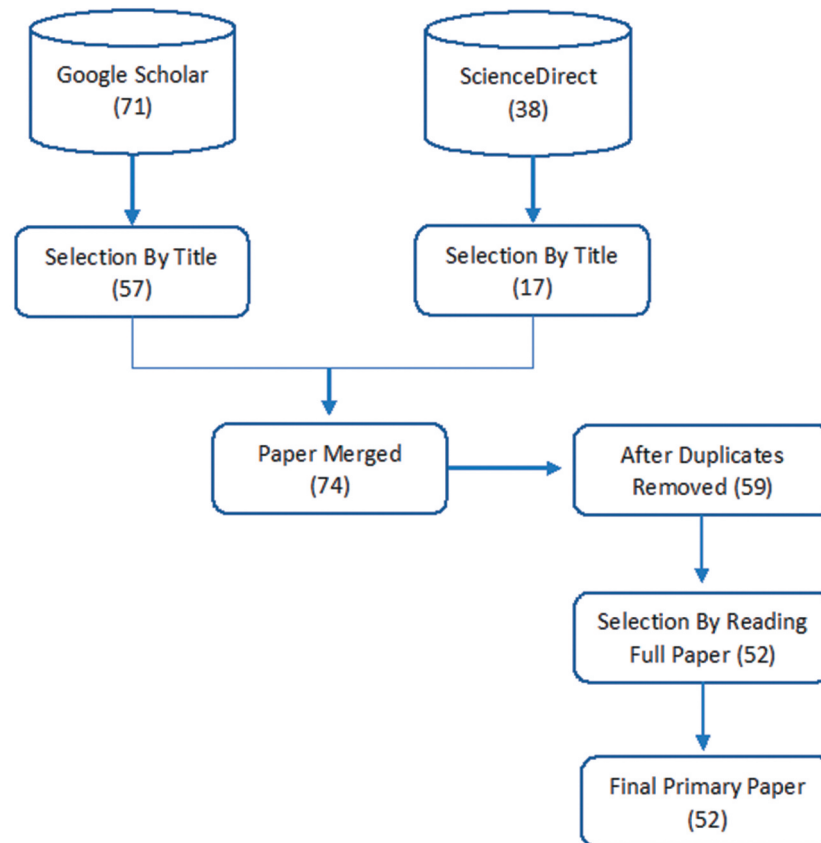 Google Scholar
(71)
ScienceDirect
(38)
Selection By Title
(57)
Selection By Title
(17)
Paper Merged
(74)
After Duplicates
Removed (59)
Selection By Reading
Full Paper (52)
Final Primary Paper
(52)